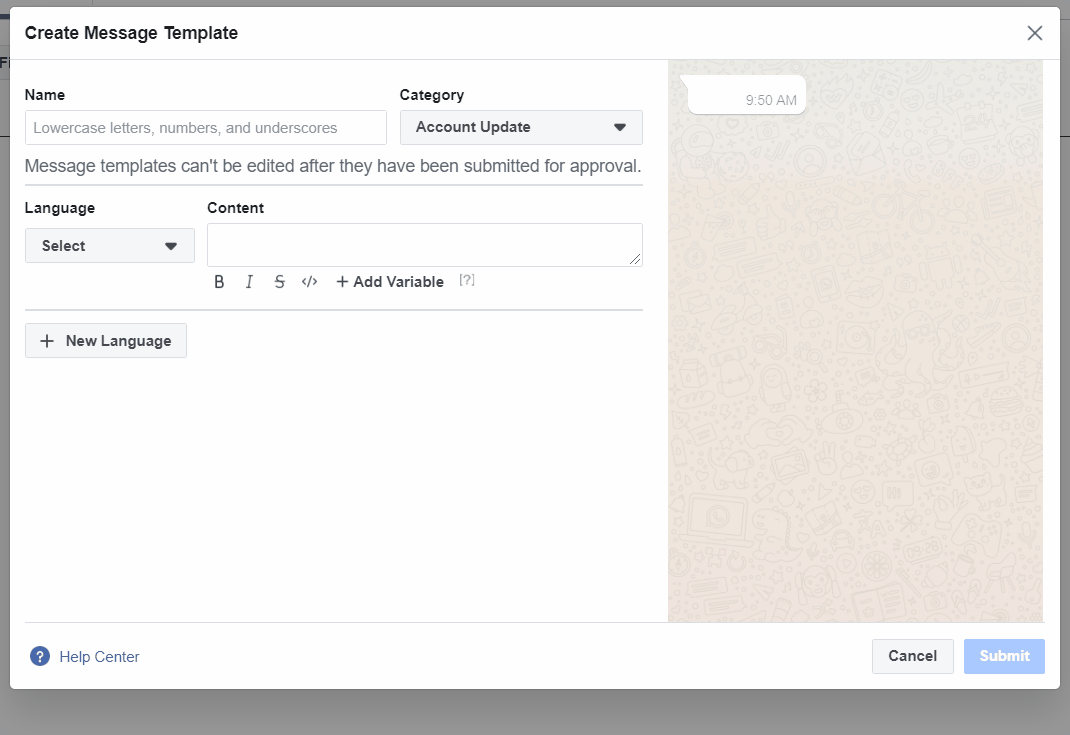 Create Message Template
Fi
Name
Category
Lowercase letters, numbers, and underscores
Account Update
Message templates can't be edited after they have been submitted for approval.
Language
Content
Select
B I S </> + Add Variable [?]
+ New Language
9:50 AM
? Help Center
Cancel
Submit